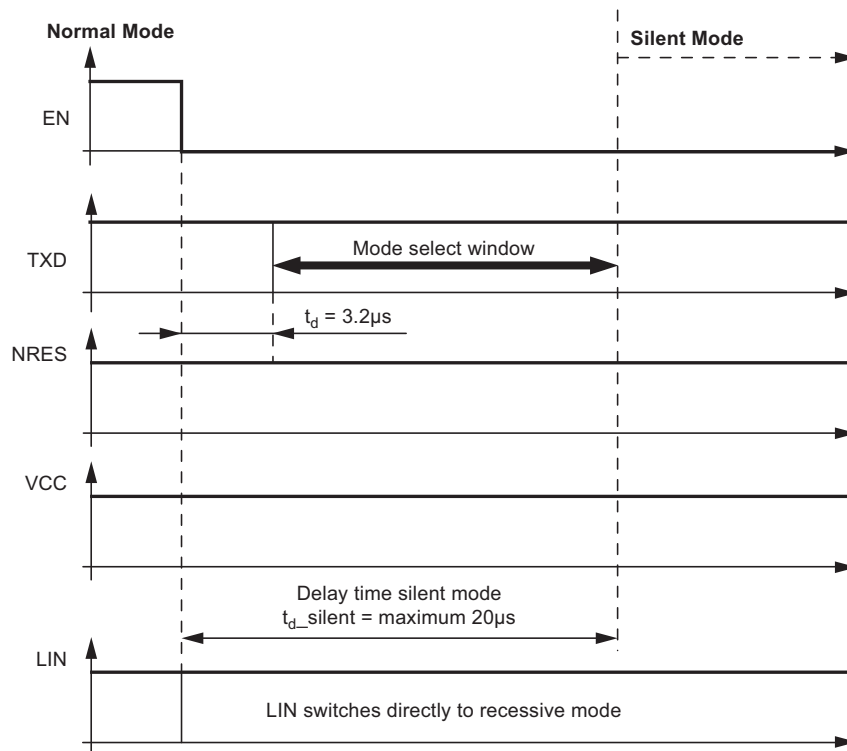 Normal Mode
Silent Mode
EN
TXD
Mode select window
t_d = 3.2µs
NRES
VCC
Delay time silent mode
t_d_silent = maximum 20µs
LIN
LIN switches directly to recessive mode